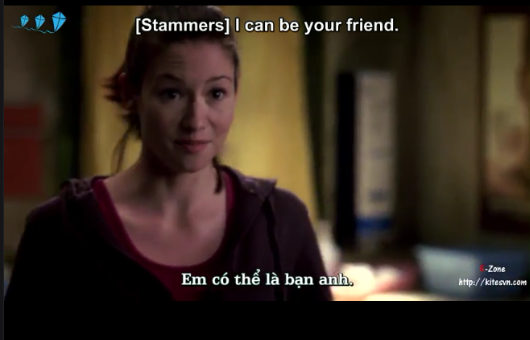 [Stammers] I can be your friend.
Em có thể là bạn anh.
K-Zone
http://kitesvn.com